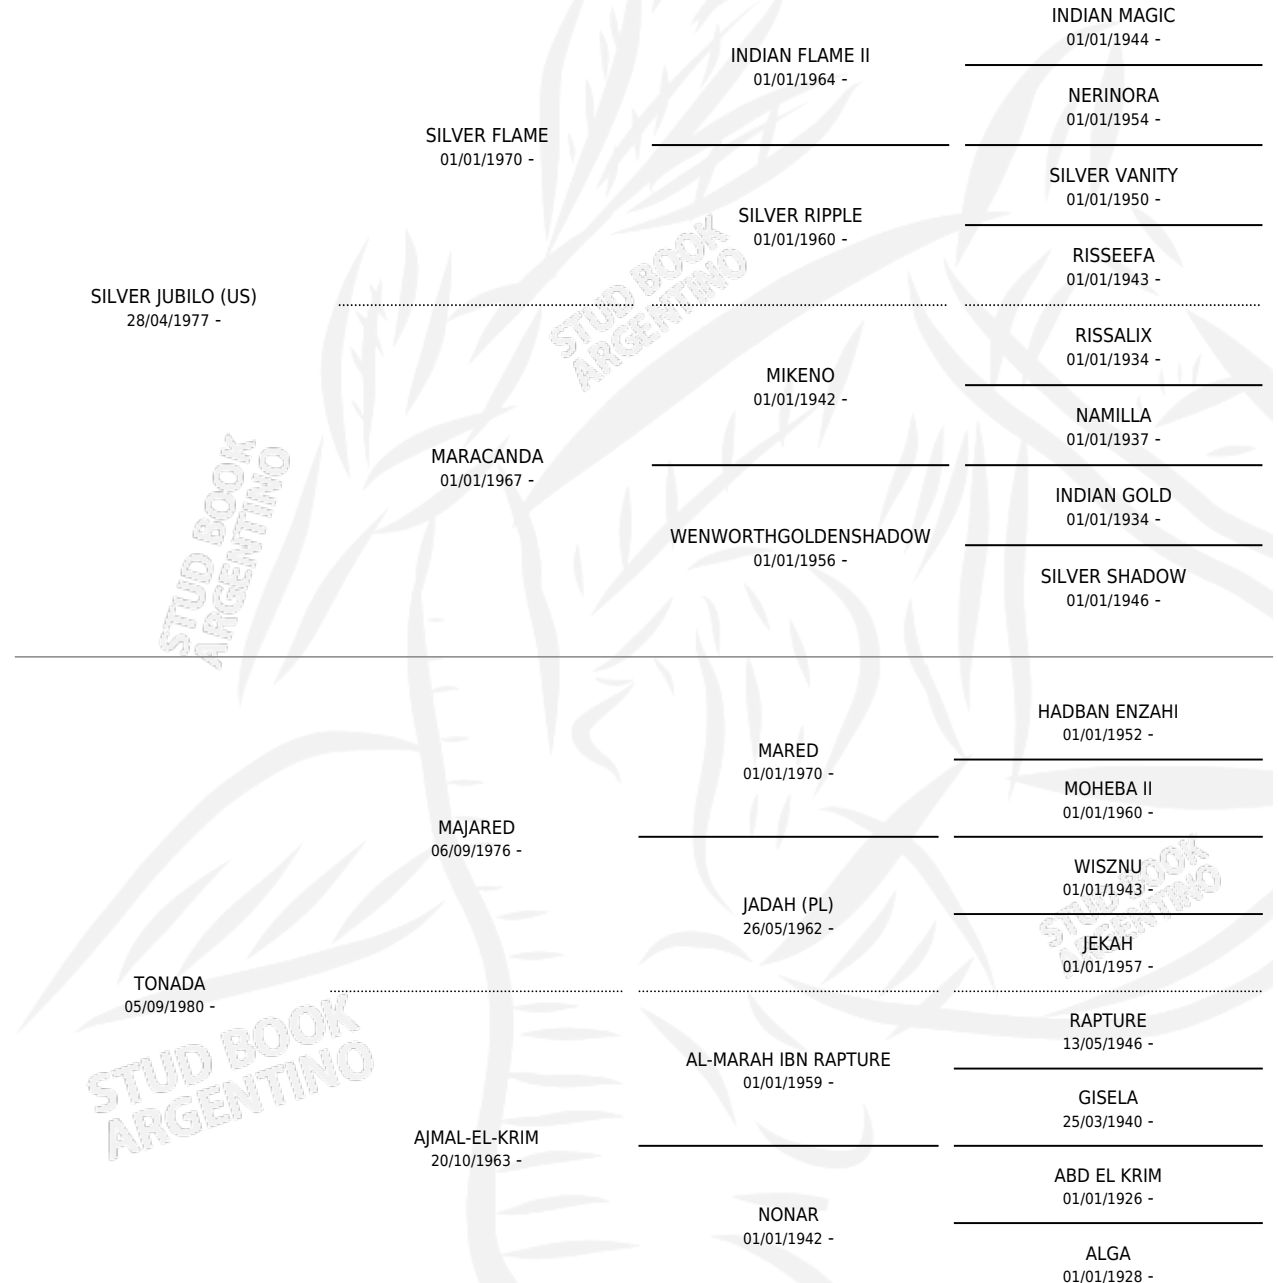 INDIAN MAGIC
01/01/1944 -
INDIAN FLAME II
01/01/1964 -
NERINORA
01/01/1954 -
SILVER FLAME
01/01/1970 -
SILVER VANITY
01/01/1950 -
SILVER RIPPLE
01/01/1960 -
RISSEEFA
01/01/1943 -
SILVER JUBILO (US)
28/04/1977 -
RISSALIX
01/01/1934 -
MIKENO
01/01/1942 -
NAMILLA
01/01/1937 -
MARACANDA
01/01/1967 -
INDIAN GOLD
01/01/1934 -
WENWORTHGOLDENSHADOW
01/01/1956 -
SILVER SHADOW
01/01/1946 -
HADBAN ENZAHI
01/01/1952 -
MARED
01/01/1970 -
MOHEBA II
01/01/1960 -
MAJARED
06/09/1976 -
WISZNU
01/01/1943 -
JADAH (PL)
26/05/1962 -
JEKAH
01/01/1957 -
TONADA
05/09/1980 -
RAPTURE
13/05/1946 -
AL-MARAH IBN RAPTURE
01/01/1959 -
GISELA
25/03/1940 -
AJMAL-EL-KRIM
20/10/1963 -
ABD EL KRIM
01/01/1926 -
NONAR
01/01/1942 -
ALGA
01/01/1928 -
STUD BOOK
ARGENTINO
STUD BOOK
ARGENTINO
STUD BOOK
ARGENTINO
STUD BOOK
ARGENTINO